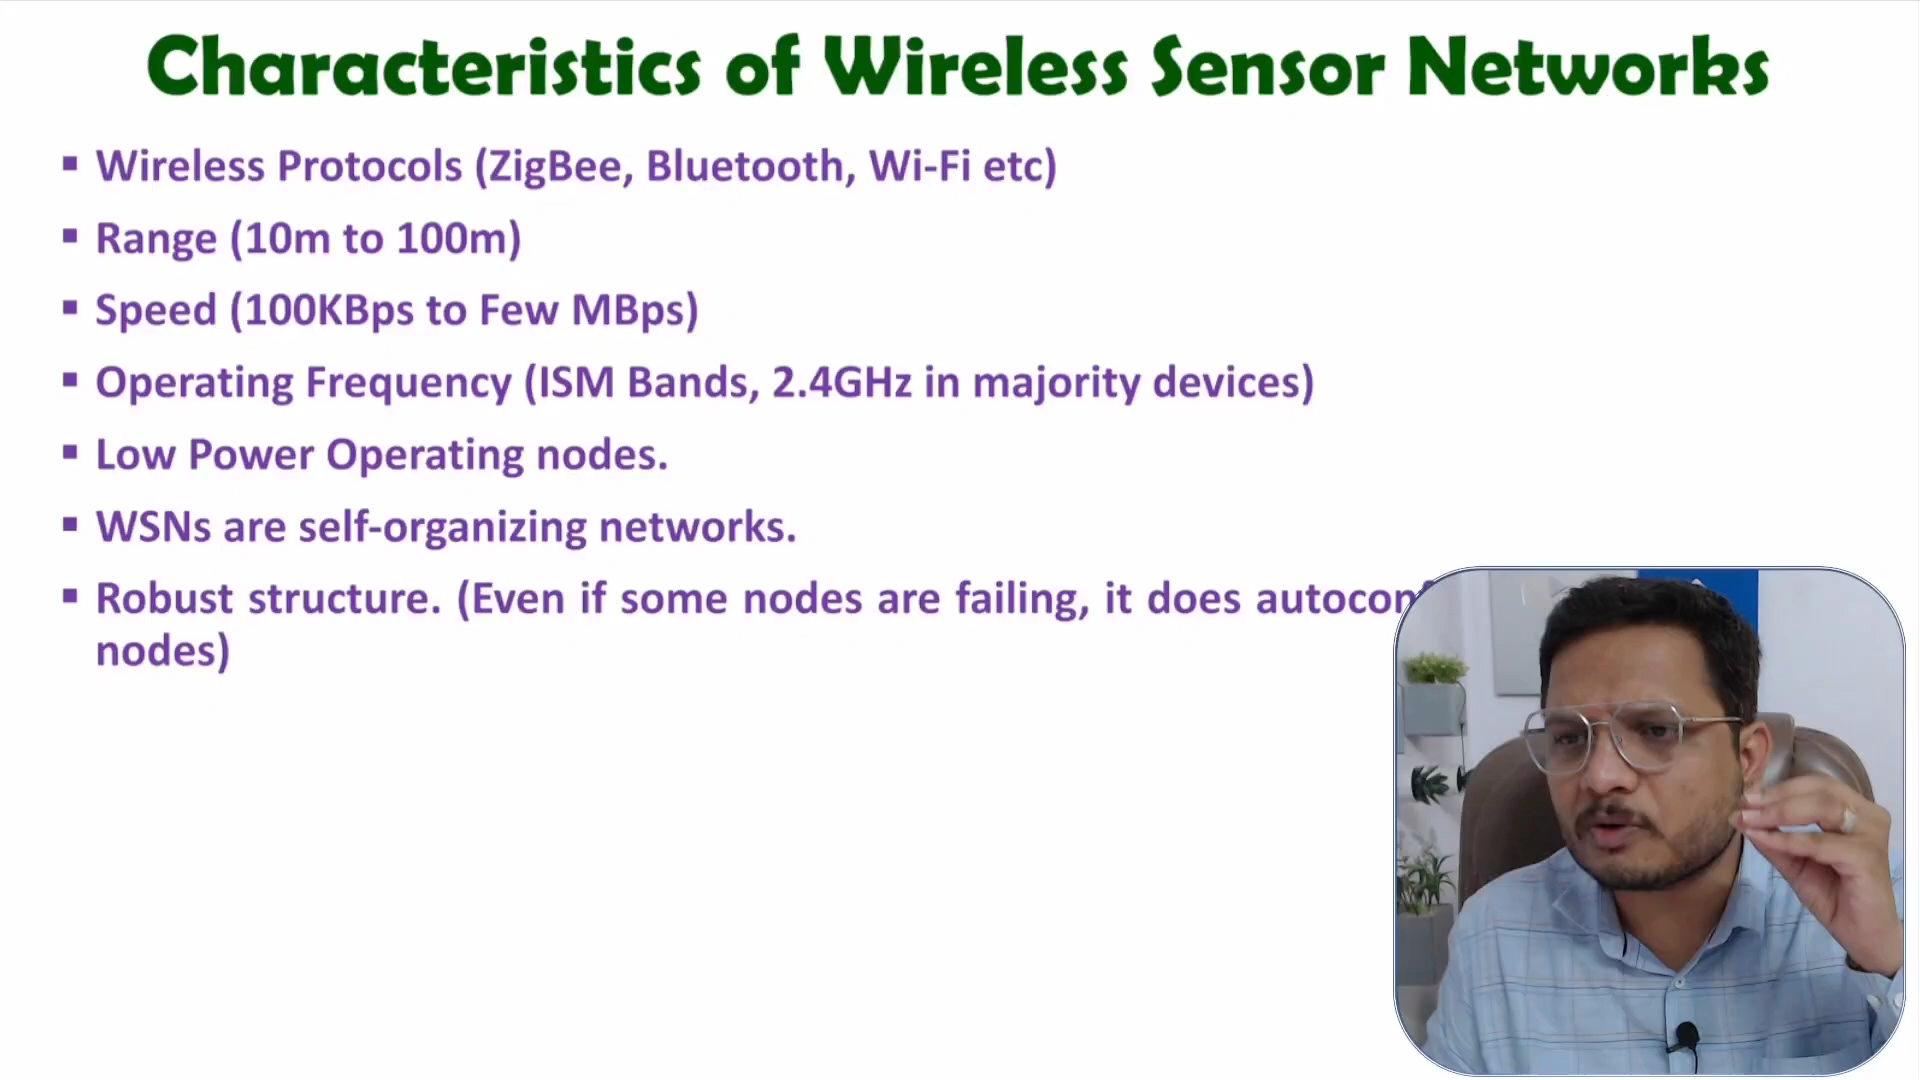 Characteristics of Wireless Sensor Networks
▪ Wireless Protocols (ZigBee, Bluetooth, Wi-Fi etc)
▪ Range (10m to 100m)
▪ Speed (100KBps to Few MBps)
▪ Operating Frequency (ISM Bands, 2.4GHz in majority devices)
▪ Low Power Operating nodes.
▪ WSNs are self-organizing networks.
▪ Robust structure. (Even if some nodes are failing, it does
nodes)